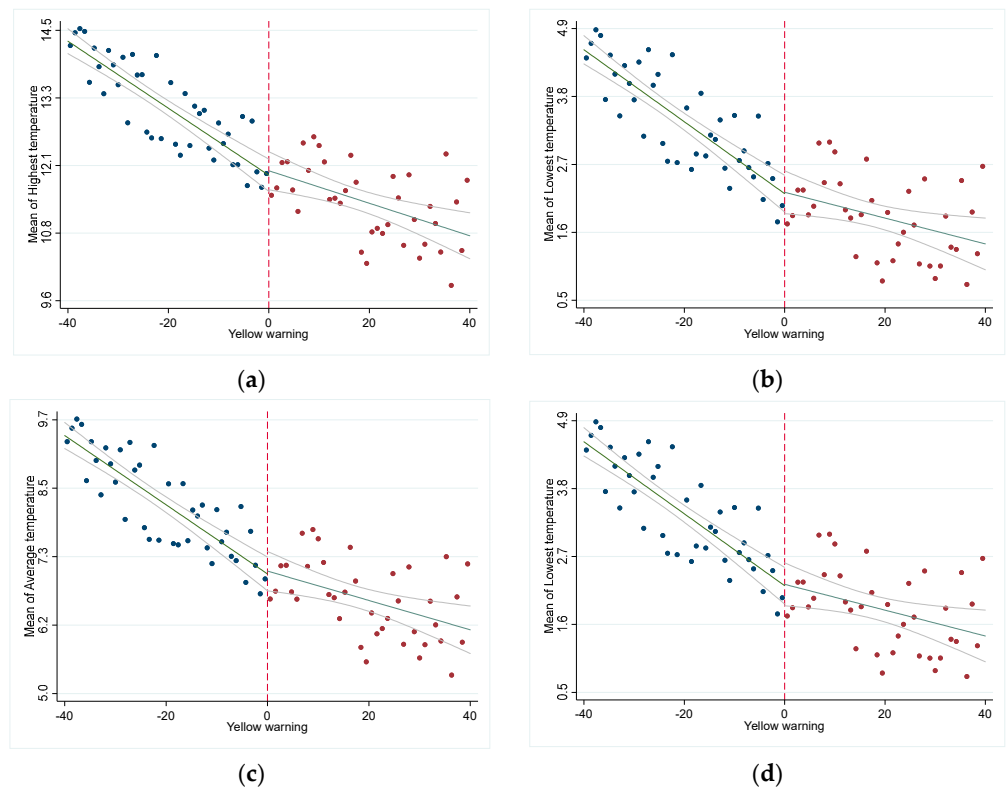 Mean of Highest temperature
14.5
13.3
12.1
10.8
9.6
-40 -20 0 20 40
Yellow warning
(a)
Mean of Lowest temperature
4.9
3.8
2.7
1.6
0.5
-40 -20 0 20 40
Yellow warning
(b)
Mean of Average temperature
9.7
8.5
7.3
6.2
5.0
-40 -20 0 20 40
Yellow warning
(c)
Mean of Lowest temperature
4.9
3.8
2.7
1.6
0.5
-40 -20 0 20 40
Yellow warning
(d)